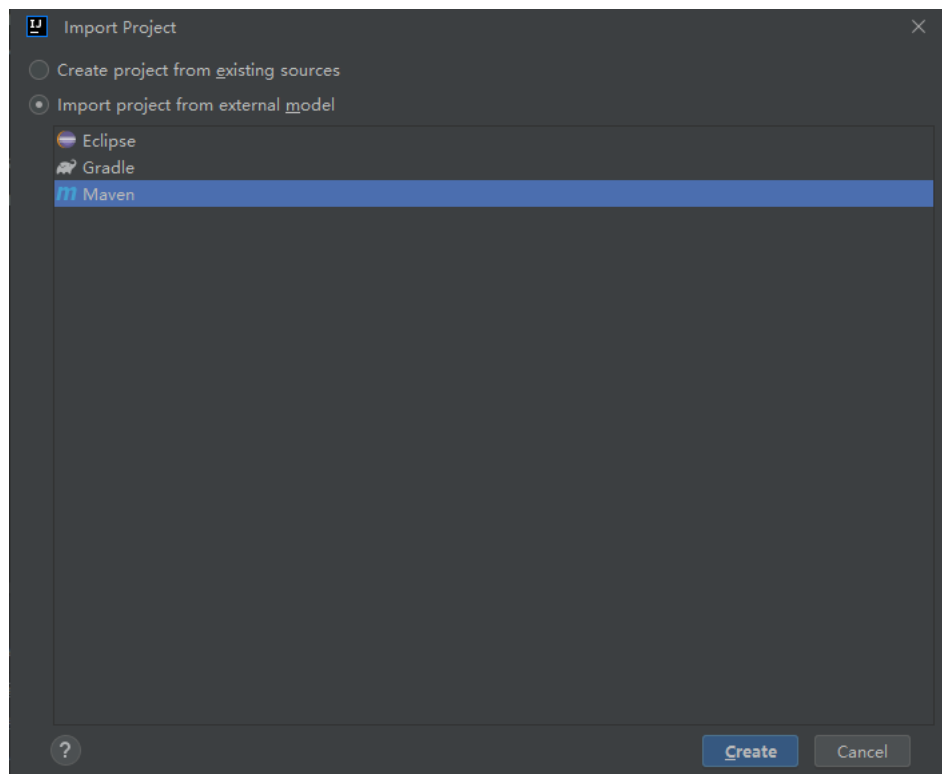 IJ
Import Project
Create project from existing sources
Import project from external model
Eclipse
Gradle
m Maven
?
Create
Cancel